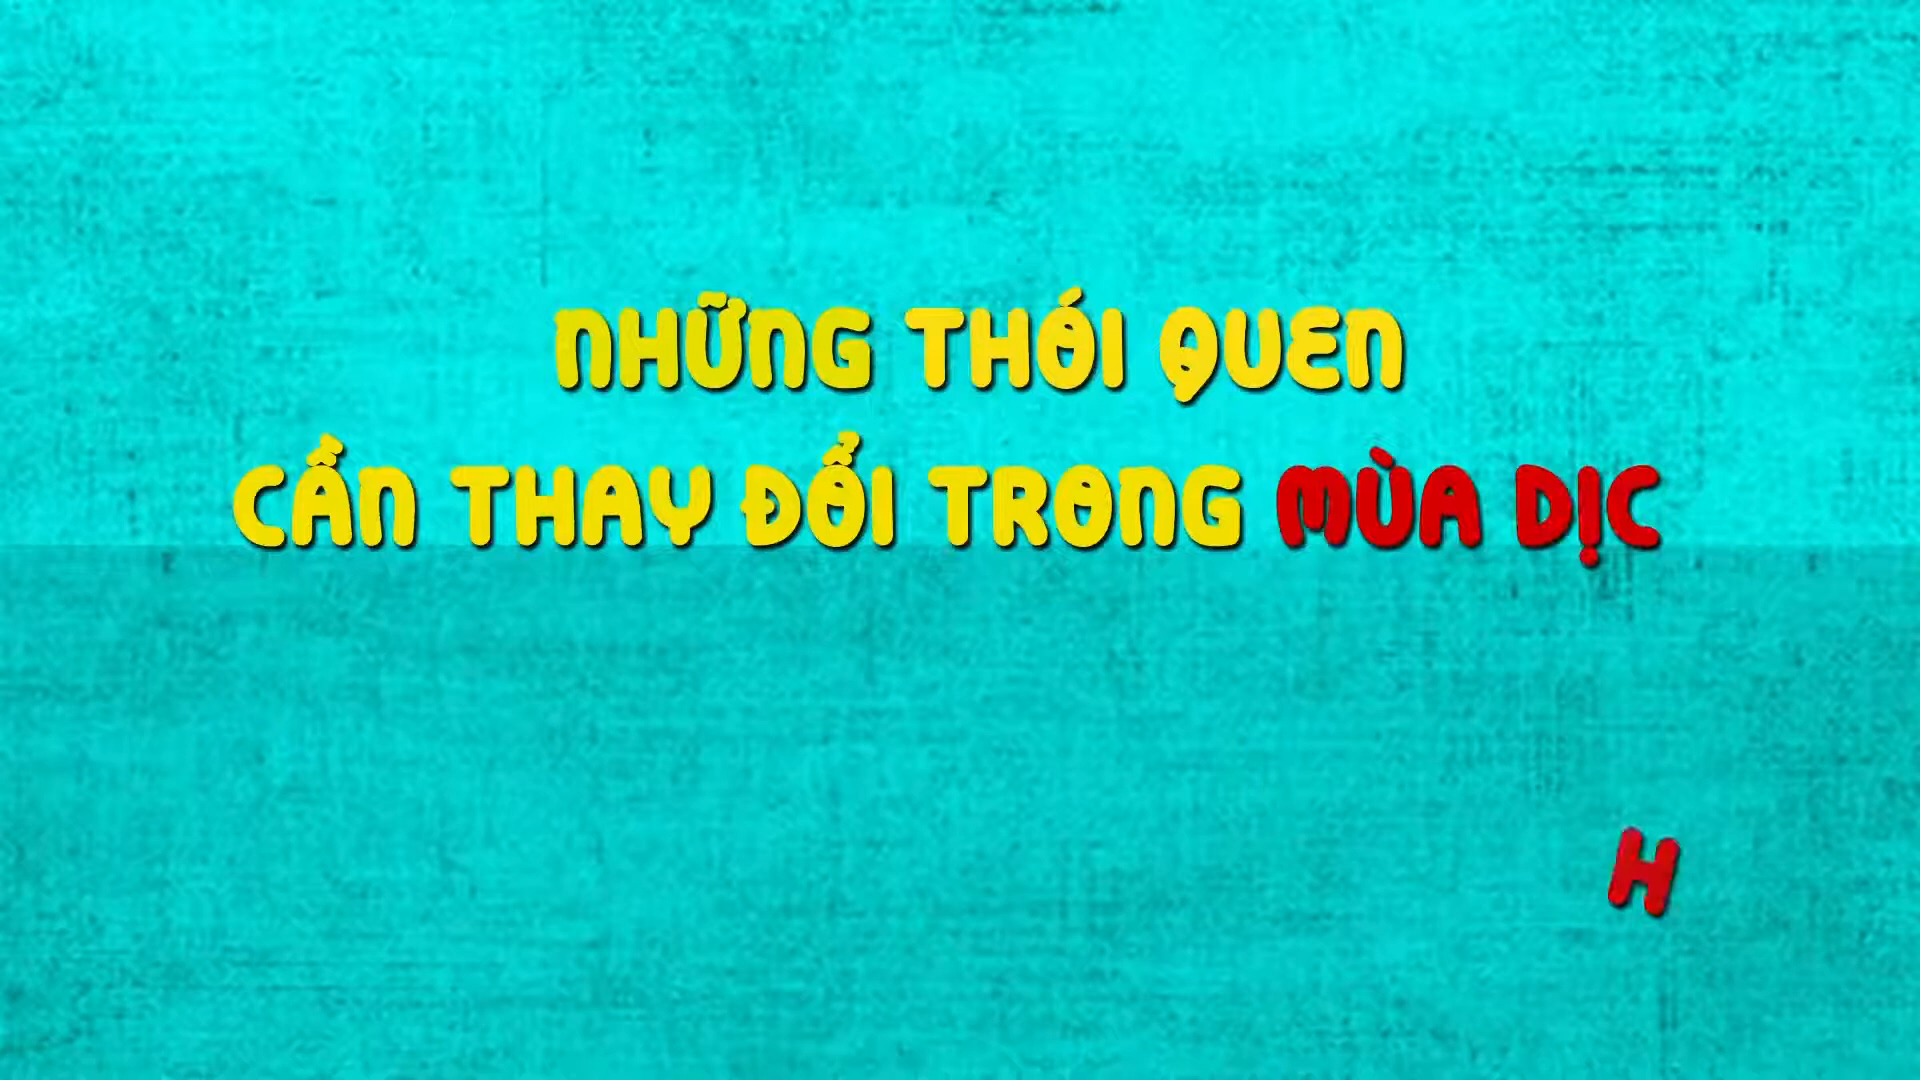 NHỮNG THÓI QUEN
CẦN THAY ĐỔI TRONG MÙA DỊC
H